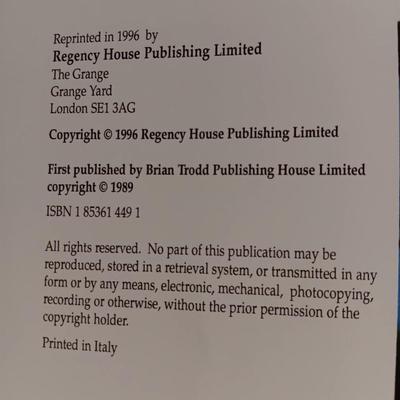 Reprinted in 1996 by
Regency House Publishing Limited
The Grange
Grange Yard
London SE1 3AG
Copyright © 1996 Regency House Publishing Limited
First published by Brian Trodd Publishing House Limited
copyright © 1989
ISBN 1 85361 449 1
All rights reserved. No part of this publication may be
reproduced, stored in a retrieval system, or transmitted in any
form or by any means, electronic, mechanical, photocopying,
recording or otherwise, without the prior permission of the
copyright holder.
Printed in Italy